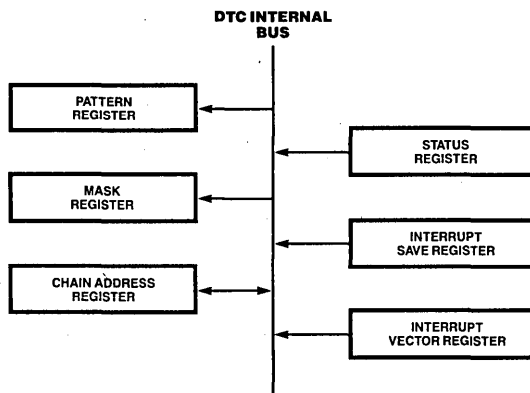 DTC INTERNAL
BUS
PATTERN
REGISTER
STATUS
REGISTER
MASK
REGISTER
INTERRUPT
SAVE REGISTER
CHAIN ADDRESS
REGISTER
INTERRUPT
VECTOR REGISTER